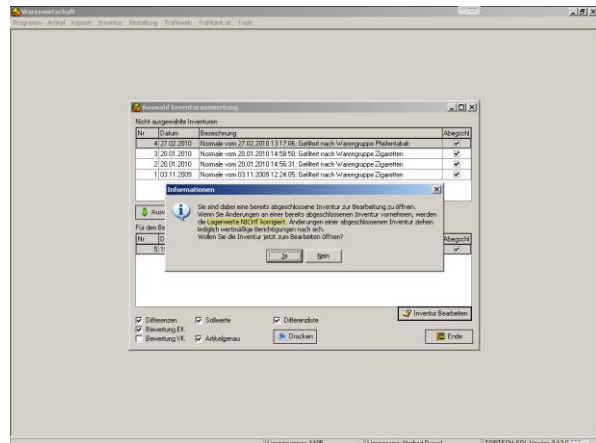 Warenwirtschaft
Programm Artikel Kassen Inventur Bestellung Trafikweb Trafikant.at Tools
Auswahl Inventurauswertung
Nicht ausgewählte Inventuren
Nr Datum Bezeichnung Abgeschl
4 27.02.2010 Normale vom 27.02.2010 13:17:06; Gefiltert nach Warengruppe Pfeifentabak
3 20.01.2010 Normale vom 20.01.2010 14:58:50; Gefiltert nach Warengruppe Zigaretten
2 20.01.2010 Normale vom 20.01.2010 14:56:31; Gefiltert nach Warengruppe Zigaretten
1 03.11.2009 Normale vom 03.11.2009 12:24:05; Gefiltert nach Warengruppe Zigaretten
Informationen
Sie sind dabei eine bereits abgeschlossene Inventur zur Bearbeitung zu öffnen.
Wenn Sie Änderungen an einer bereits abgeschlossenen Inventur vornehmen, werden
die Lagerwerte NICHT korrigiert. Änderungen einer abgeschlossenen Inventur ziehen
lediglich wertmäßige Berichtigungen nach sich.
Wollen Sie die Inventur jetzt zum Bearbeiten öffnen?
Ja Nein
Ausw
Für den Be
Nr D Abgeschl
5
Inventur Bearbeiten
Differenzen Sollwerte Differenzliste
Bewertung EK
Bewertung VK Artikelgenau Drucken Ende